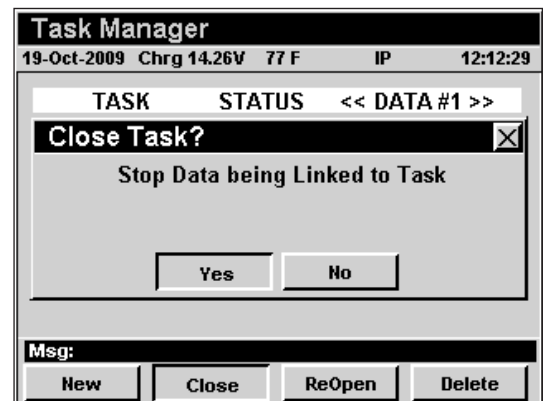 Task Manager
19-Oct-2009 Chrg 14.26V 77 F IP 12:12:29
TASK STATUS << DATA #1 >>
Close Task?
Stop Data being Linked to Task
Yes No
Msg:
New Close ReOpen Delete